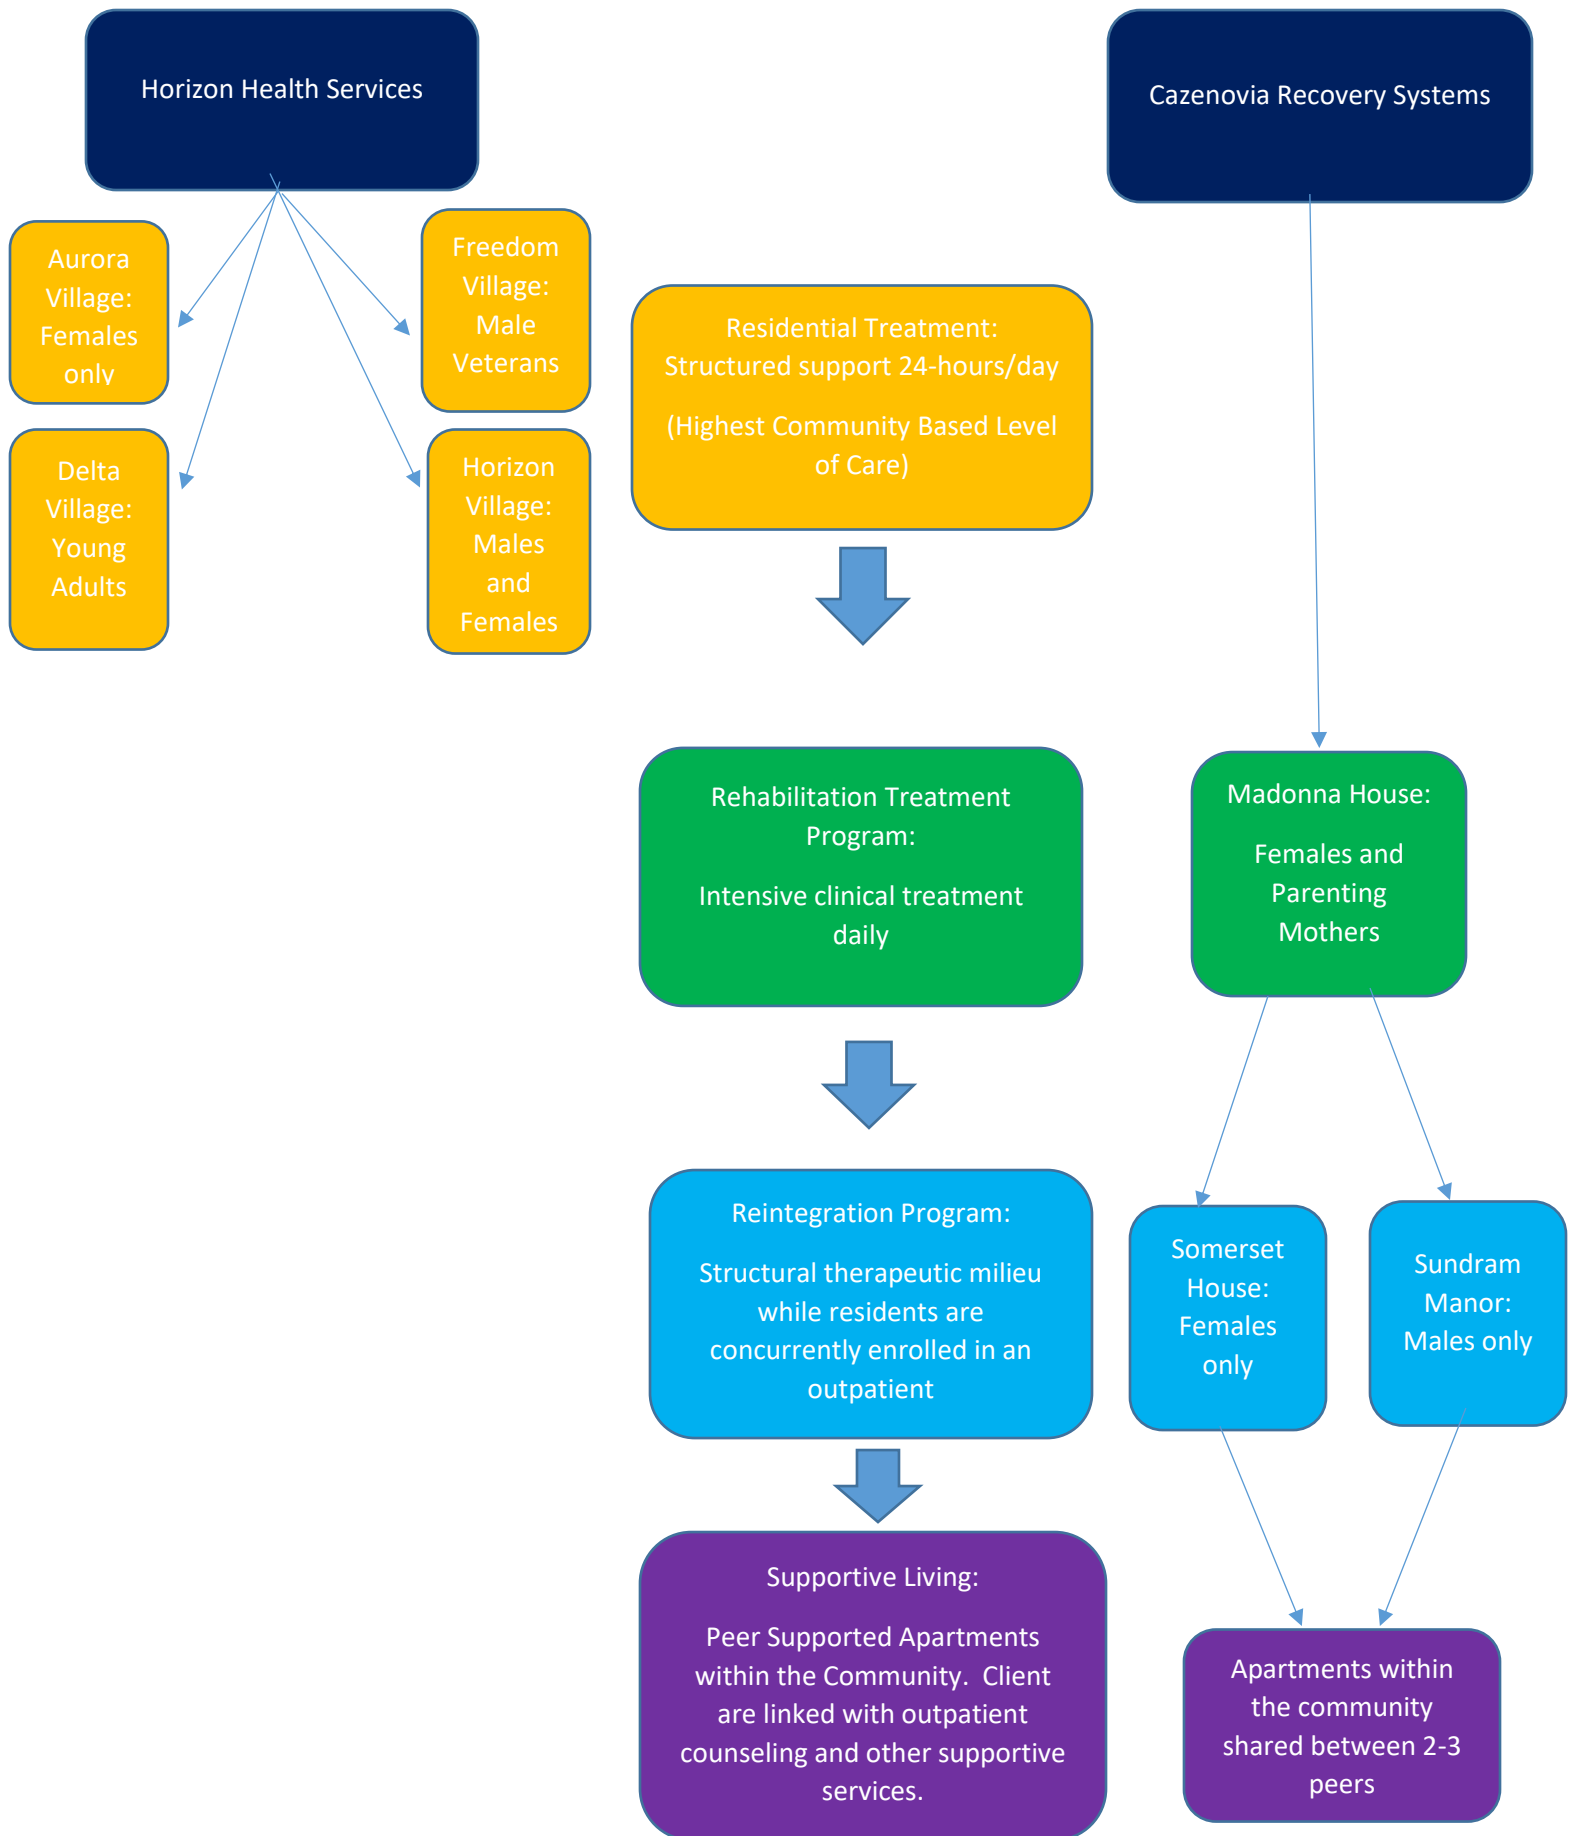 Horizon Health Services
Cazenovia Recovery Systems
Aurora
Village:
Females
only
Freedom
Village:
Male
Veterans
Delta
Village:
Young
Adults
Horizon
Village:
Males
and
Females
Residential Treatment:
Structured support 24-hours/day
(Highest Community Based Level
of Care)
Rehabilitation Treatment
Program:
Intensive clinical treatment
daily
Madonna House:
Females and
Parenting
Mothers
Reintegration Program:
Structural therapeutic milieu
while residents are
concurrently enrolled in an
outpatient
Somerset
House:
Females
only
Sundram
Manor:
Males only
Supportive Living:
Peer Supported Apartments
within the Community.  Client
are linked with outpatient
counseling and other supportive
services.
Apartments within
the community
shared between 2-3
peers